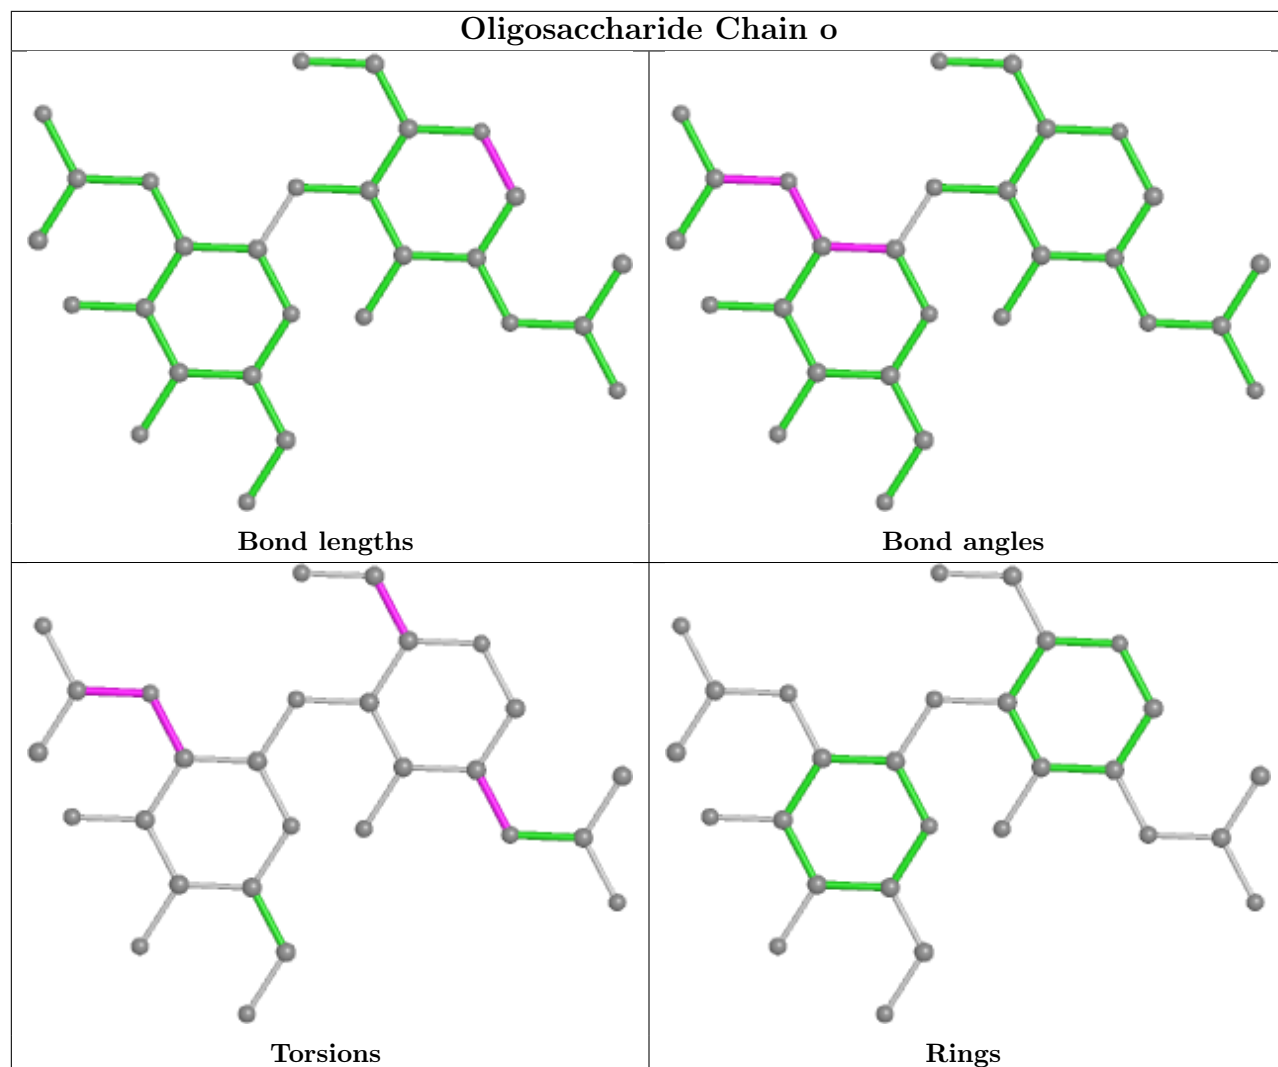 Oligosaccharide Chain o
Bond lengths
Bond angles
Torsions
Rings